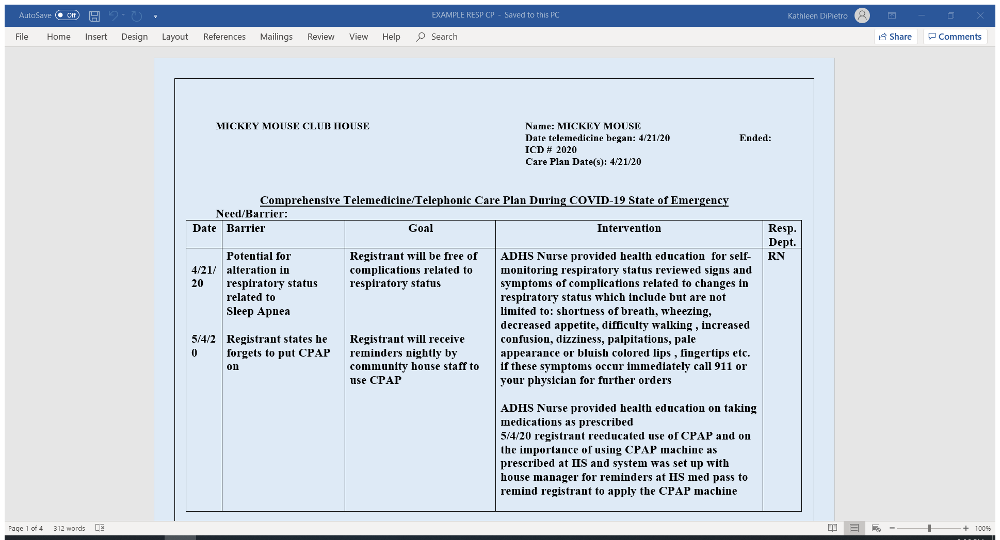 AutoSave Off
EXAMPLE RESP CP - Saved to this PC
Kathleen DiPietro
File Home Insert Design Layout References Mailings Review View Help Search
Share Comments
MICKEY MOUSE CLUB HOUSE
Name: MICKEY MOUSE
Date telemedicine began: 4/21/20 Ended:
ICD # 2020
Care Plan Date(s): 4/21/20
Comprehensive Telemedicine/Telephonic Care Plan During COVID-19 State of Emergency
Need/Barrier:
Date
Barrier
Goal
Intervention
Resp.
Dept.
4/21/
20
Potential for
alteration in
respiratory status
related to
Sleep Apnea
Registrant will be free of
complications related to
respiratory status
5/4/2
0
Registrant states he
forgets to put CPAP
on
Registrant will receive
reminders nightly by
community house staff to
use CPAP
ADHS Nurse provided health education for self-
monitoring respiratory status reviewed signs and
symptoms of complications related to changes in
respiratory status which include but are not
limited to: shortness of breath, wheezing,
decreased appetite, difficulty walking , increased
confusion, dizziness, palpitations, pale
appearance or bluish colored lips , fingertips etc.
if these symptoms occur immediately call 911 or
your physician for further orders
ADHS Nurse provided health education on taking
medications as prescribed
5/4/20 registrant reeducated use of CPAP and on
the importance of using CPAP machine as
prescribed at HS and system was set up with
house manager for reminders at HS med pass to
remind registrant to apply the CPAP machine
RN
Page 1 of 4 312 words
100%